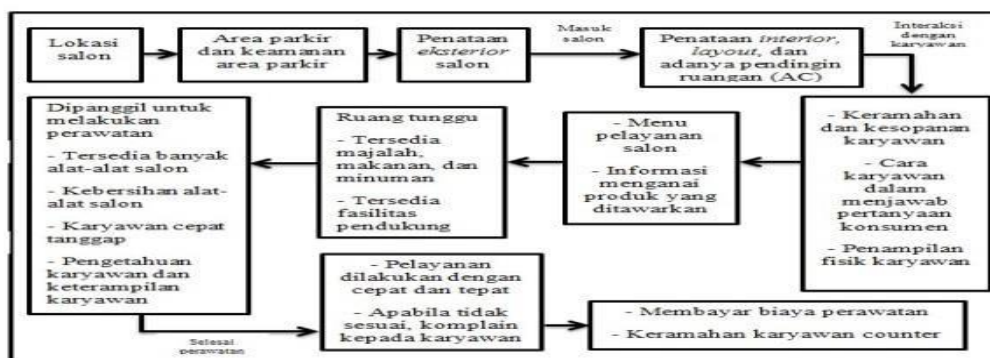 Lokasi
salon
Area parkir
dan keamanan
area parkir
Penataan
eksterior
salon
Masuk
salon
Penataan interior,
layout, dan
adanya pendingin
ruangan (AC)
Interaksi
dengan
karyawan
- Keramahan
dan kesopanan
karyawan
- Cara
karyawan
dalam
menjawab
pertanyaan
konsumen
- Penampilan
fisik karyawan
- Menu
pelayanan
salon
- Informasi
menganai
produk yang
ditawarkan
Ruang tunggu
- Tersedia
majalah,
makanan, dan
minuman
- Tersedia
fasilitas
pendukung
Dipanggil untuk
melakukan
perawatan
- Tersedia banyak
alat-alat salon
- Kebersihan alat-
alat salon
- Karyawan cepat
tanggap
- Pengetahuan
karyawan dan
keterampilan
karyawan
Selesai
perawatan
- Pelayanan
dilakukan dengan
cepat dan tepat
- Apabila tidak
sesuai, komplain
kepada karyawan
- Membayar biaya perawatan
- Keramahan karyawan counter